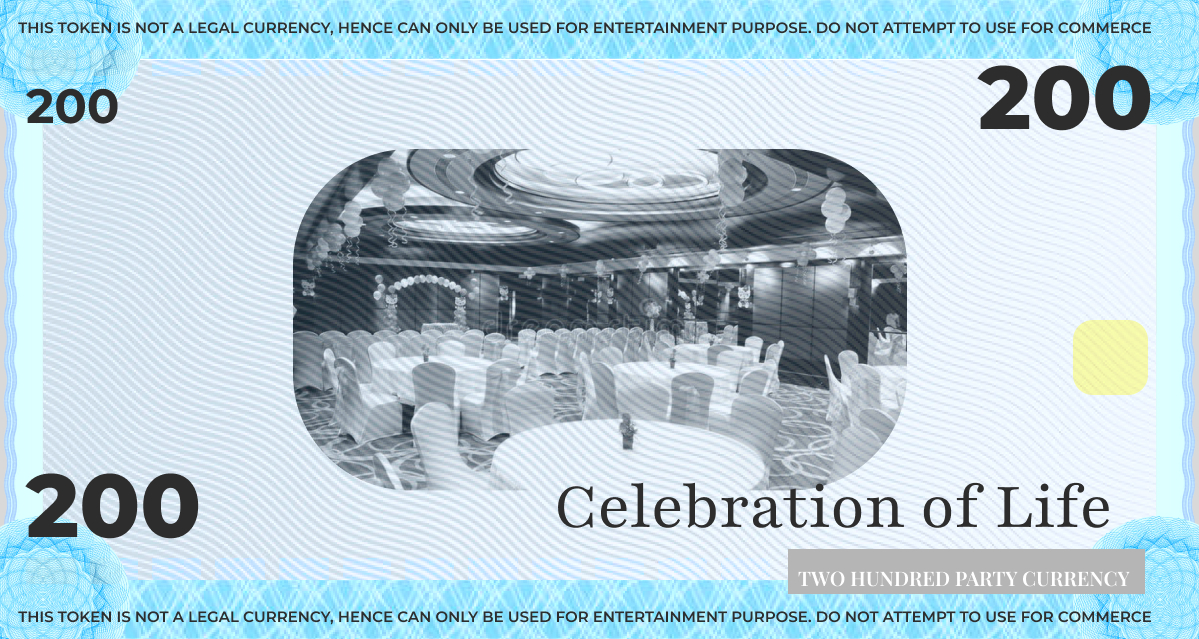 THIS TOKEN IS NOT A LEGAL CURRENCY, HENCE CAN ONLY BE USED FOR ENTERTAINMENT PURPOSE. DO NOT ATTEMPT TO USE FOR COMMERCE
200
200
200
Celebration of Life
TWO HUNDRED PARTY CURRENCY
THIS TOKEN IS NOT A LEGAL CURRENCY, HENCE CAN ONLY BE USED FOR ENTERTAINMENT PURPOSE. DO NOT ATTEMPT TO USE FOR COMMERCE